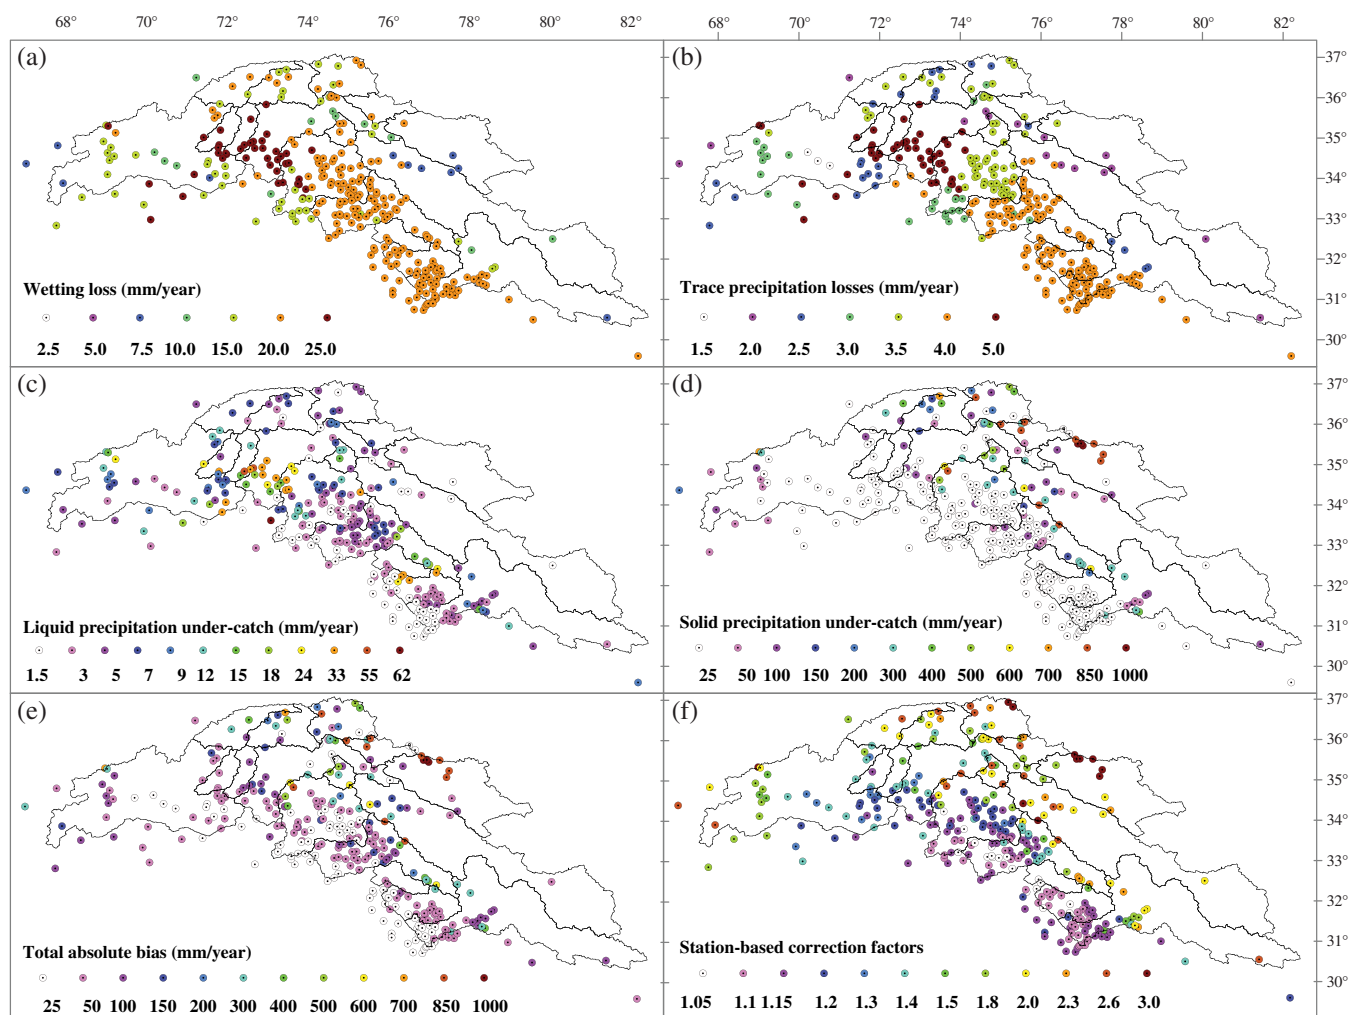 68° 70° 72° 74° 76° 78° 80° 82° 68° 70° 72° 74° 76° 78° 80° 82°
(a) (b)
37°
36°
35°
34°
33°
32°
31°
30°
Wetting loss (mm/year)
2.5 5.0 7.5 10.0 15.0 20.0 25.0
Trace precipitation losses (mm/year)
1.5 2.0 2.5 3.0 3.5 4.0 5.0
(c) (d)
37°
36°
35°
34°
33°
32°
31°
30°
Liquid precipitation under-catch (mm/year)
1.5 3 5 7 9 12 15 18 24 33 55 62
Solid precipitation under-catch (mm/year)
25 50 100 150 200 300 400 500 600 700 850 1000
(e) (f)
37°
36°
35°
34°
33°
32°
31°
30°
Total absolute bias (mm/year)
25 50 100 150 200 300 400 500 600 700 850 1000
Station-based correction factors
1.05 1.1 1.15 1.2 1.3 1.4 1.5 1.8 2.0 2.3 2.6 3.0